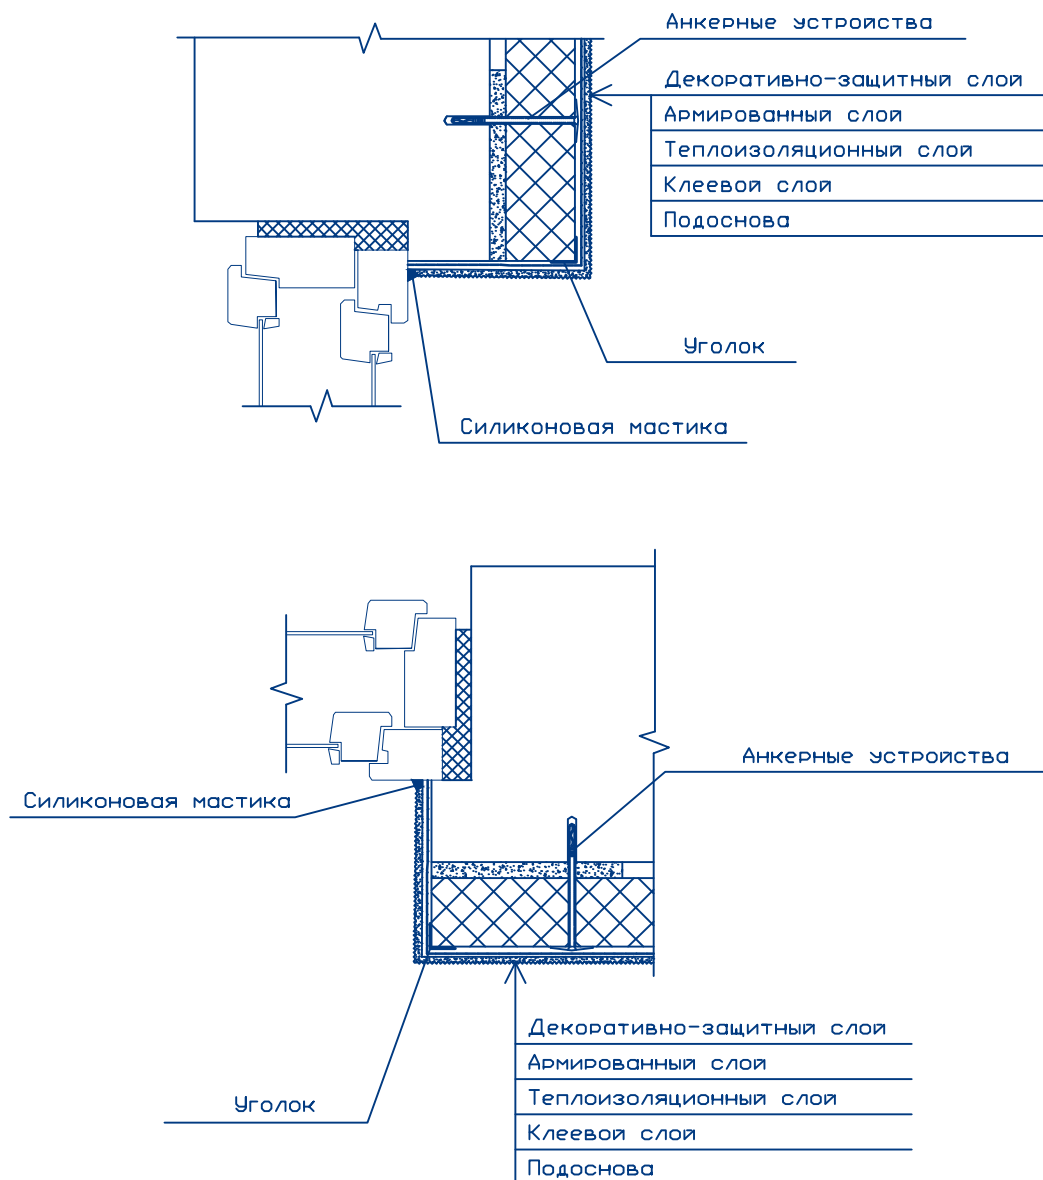 Анкерные устройства
Декоративно-защитный слой
Армированный слой
Теплоизоляционный слой
Клеевой слой
Подоснова
Уголок
Силиконовая мастика
Анкерные устройства
Силиконовая мастика
Декоративно-защитный слой
Армированный слой
Теплоизоляционный слой
Уголок
Клеевой слой
Подоснова